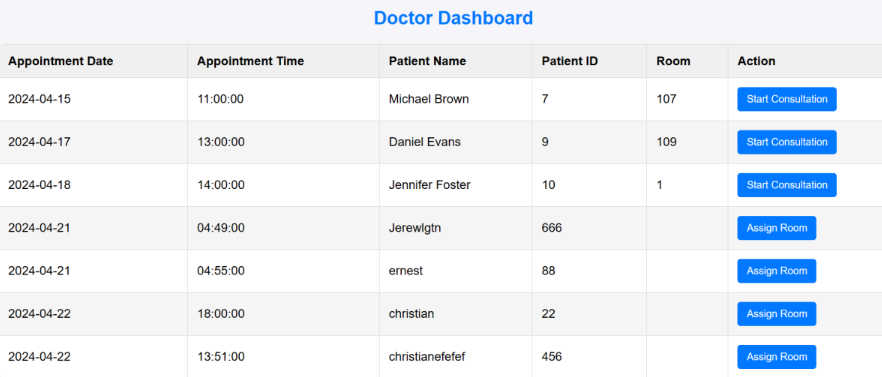 Doctor Dashboard
Appointment Date Appointment Time Patient Name Patient ID Room Action
2024-04-15 11:00:00 Michael Brown 7 107 Start Consultation
2024-04-17 13:00:00 Daniel Evans 9 109 Start Consultation
2024-04-18 14:00:00 Jennifer Foster 10 1 Start Consultation
2024-04-21 04:49:00 Jerewlgtn 666 Assign Room
2024-04-21 04:55:00 ernest 88 Assign Room
2024-04-22 18:00:00 christian 22 Assign Room
2024-04-22 13:51:00 christianefefef 456 Assign Room